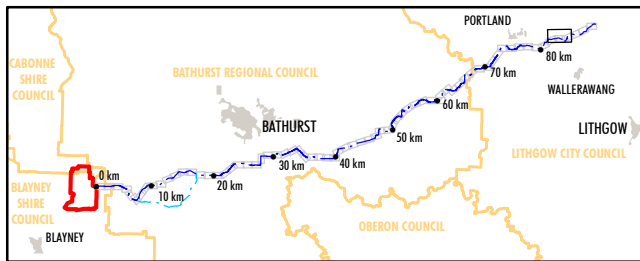 PORTLAND
CABONNE
SHIRE
COUNCIL
BATHURST REGIONAL COUNCIL
80 km
70 km
WALLERAWANG
60 km
BATHURST
LITHGOW
50 km
LITHGOW CITY COUNCIL
40 km
30 km
20 km
0 km
10 km
BLAYNEY
SHIRE
COUNCIL
OBERON COUNCIL
BLAYNEY